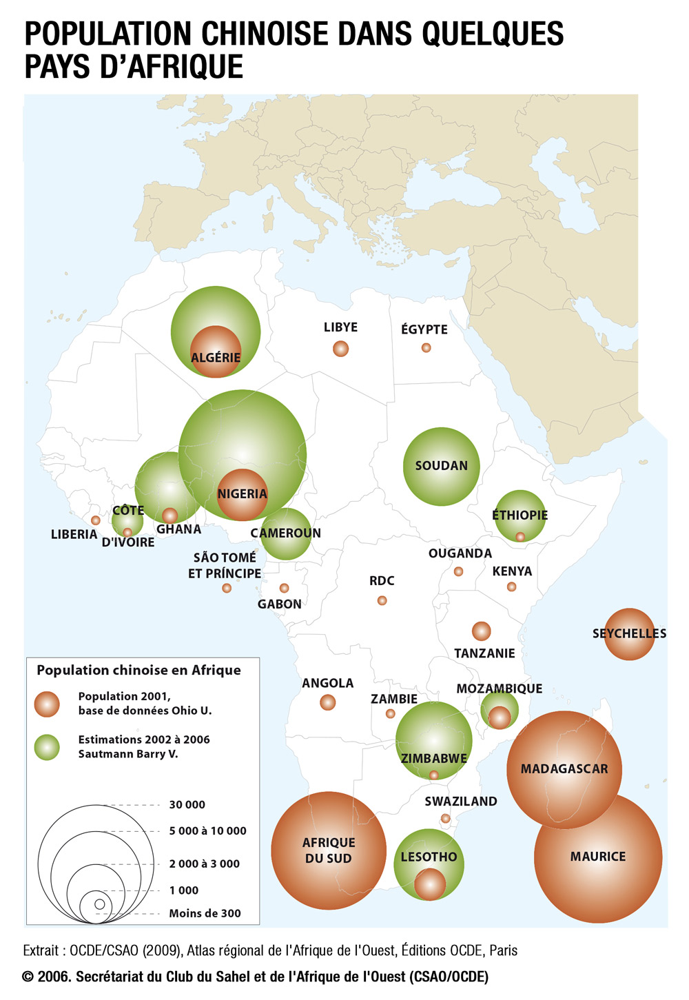 POPULATION CHINOISE DANS QUELQUES
PAYS D’AFRIQUE
LIBYE
ÉGYPTE
ALGÉRIE
SOUDAN
NIGERIA
CÔTE
D'IVOIRE
GHANA
LIBERIA
CAMEROUN
ÉTHIOPIE
SÃO TOMÉ
ET PRÍNCIPE
GABON
OUGANDA
KENYA
RDC
SEYCHELLES
TANZANIE
ANGOLA
ZAMBIE
MOZAMBIQUE
ZIMBABWE
MADAGASCAR
SWAZILAND
AFRIQUE
DU SUD
LESOTHO
MAURICE
Population chinoise en Afrique
Population 2001,
base de données Ohio U.
Estimations 2002 à 2006
Sautmann Barry V.
30 000
5 000 à 10 000
2 000 à 3 000
1 000
Moins de 300
Extrait : OCDE/CSAO (2009), Atlas régional de l'Afrique de l'Ouest, Éditions OCDE, Paris
© 2006. Secrétariat du Club du Sahel et de l'Afrique de l'Ouest (CSAO/OCDE)